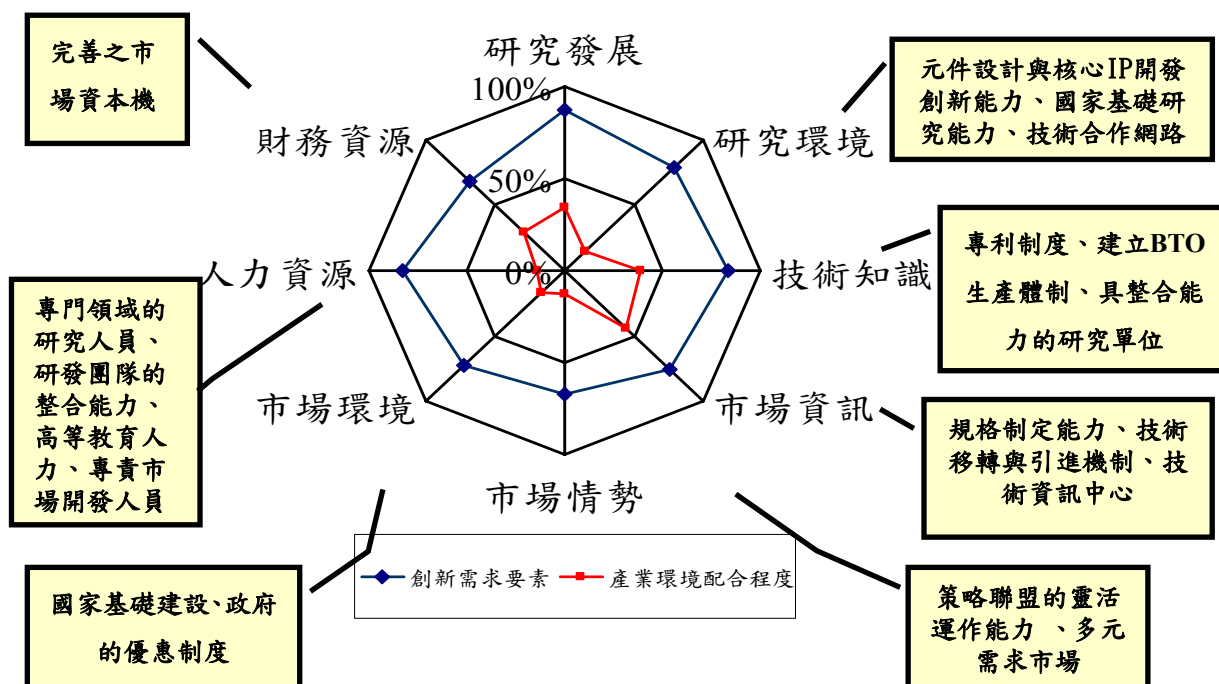 完善之市
場資本機
研究發展
100%
元件設計與核心IP開發
創新能力、國家基礎研
究能力、技術合作網路
財務資源
研究環境
50%
人力資源
0%
技術知識
專利制度、建立BTO
生產體制、具整合能
力的研究單位
專門領域的
研究人員、
研發團隊的
整合能力、
高等教育人
力、專責市
場開發人員
市場環境
市場資訊
規格制定能力、技術
移轉與引進機制、技
術資訊中心
市場情勢
創新需求要素
產業環境配合程度
國家基礎建設、政府
的優惠制度
策略聯盟的靈活
運作能力 、多元
需求市場